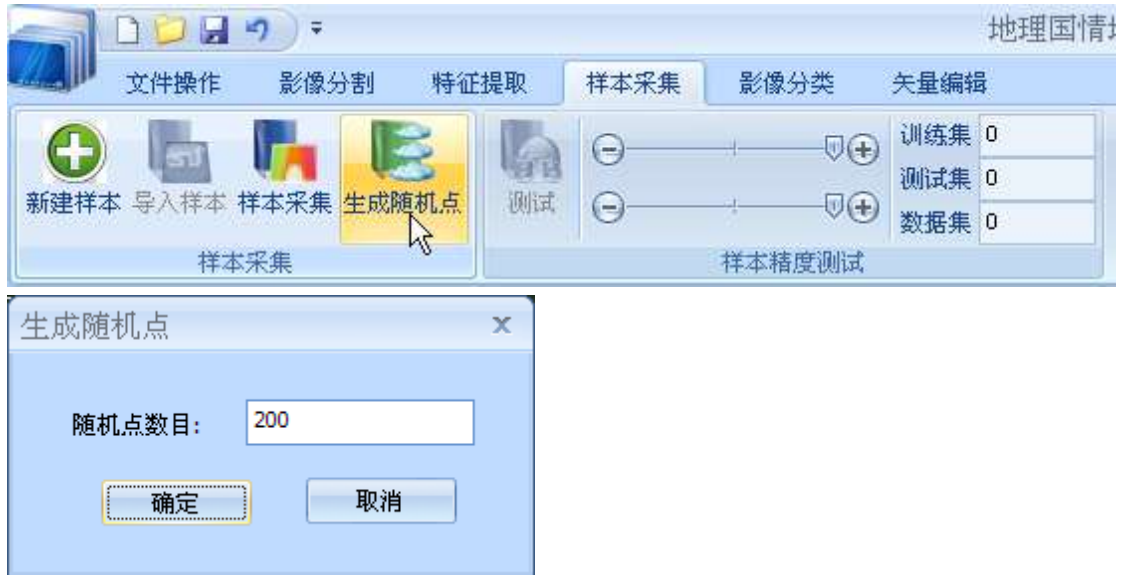 地理国情
文件操作 影像分割 特征提取 样本采集 影像分类 矢量编辑
新建样本 导入样本 样本采集 生成随机点 测试
训练集 0
测试集 0
数据集 0
样本采集 样本精度测试
生成随机点 x
随机点数目: 200
确定 取消